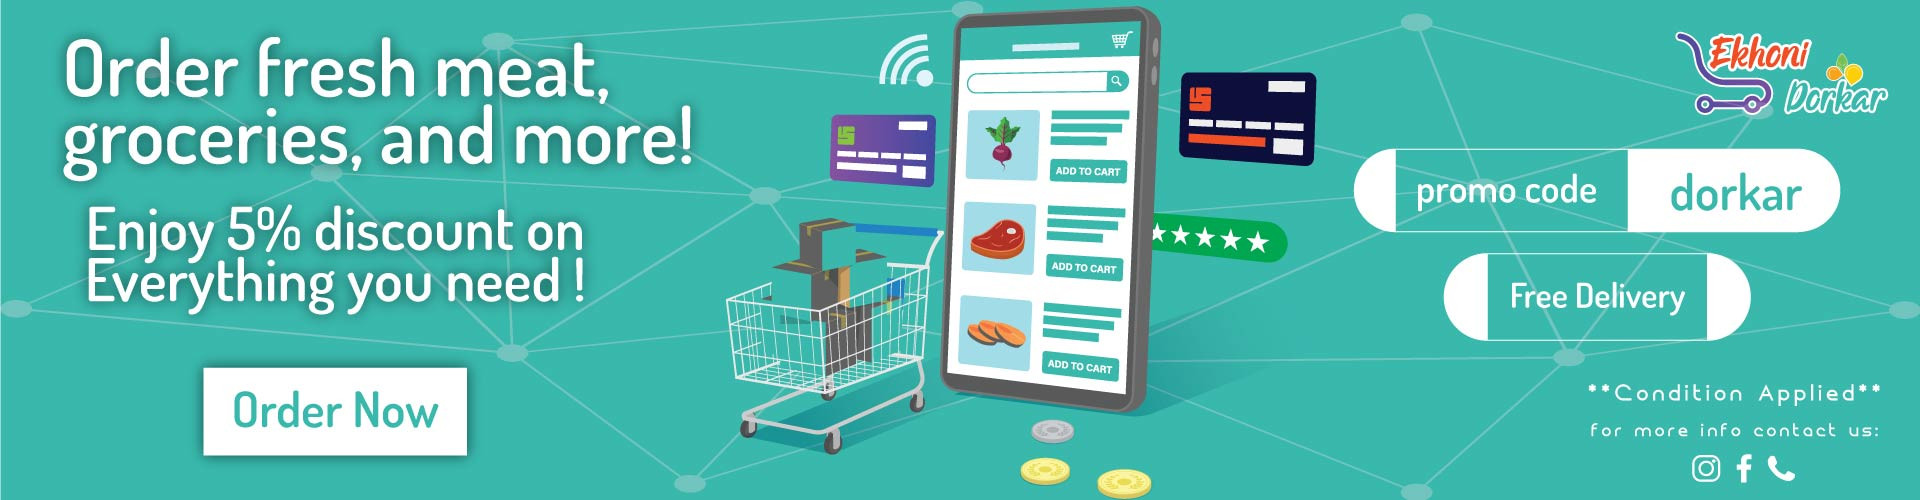 Order fresh meat,
groceries, and more!
Enjoy 5% discount on
Everything you need !
Order Now
ADD TO CART
ADD TO CART
ADD TO CART
Ekhoni
Dorkar
promo code
dorkar
Free Delivery
**Condition Applied**
for more info contact us: